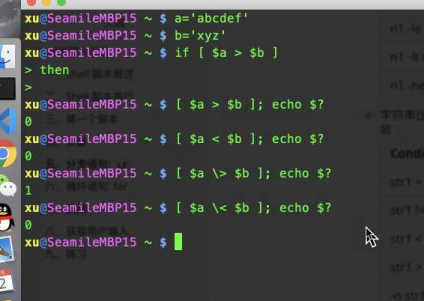 xu@SeamileMBP15 ~ $ a='abcdef'
xu@SeamileMBP15 ~ $ b='xyz'
xu@SeamileMBP15 ~ $ if [ $a > $b ]
> then
>
xu@SeamileMBP15 ~ $ [ $a > $b ]; echo $?
0
xu@SeamileMBP15 ~ $ [ $a < $b ]; echo $?
0
xu@SeamileMBP15 ~ $ [ $a \> $b ]; echo $?
1
xu@SeamileMBP15 ~ $ [ $a \< $b ]; echo $?
0
xu@SeamileMBP15 ~ $
n1 -le
n1 -lt
n1 -ne
字符串比
Condi
str1 =
str1 !=
str1 <
str1 >
-n str1